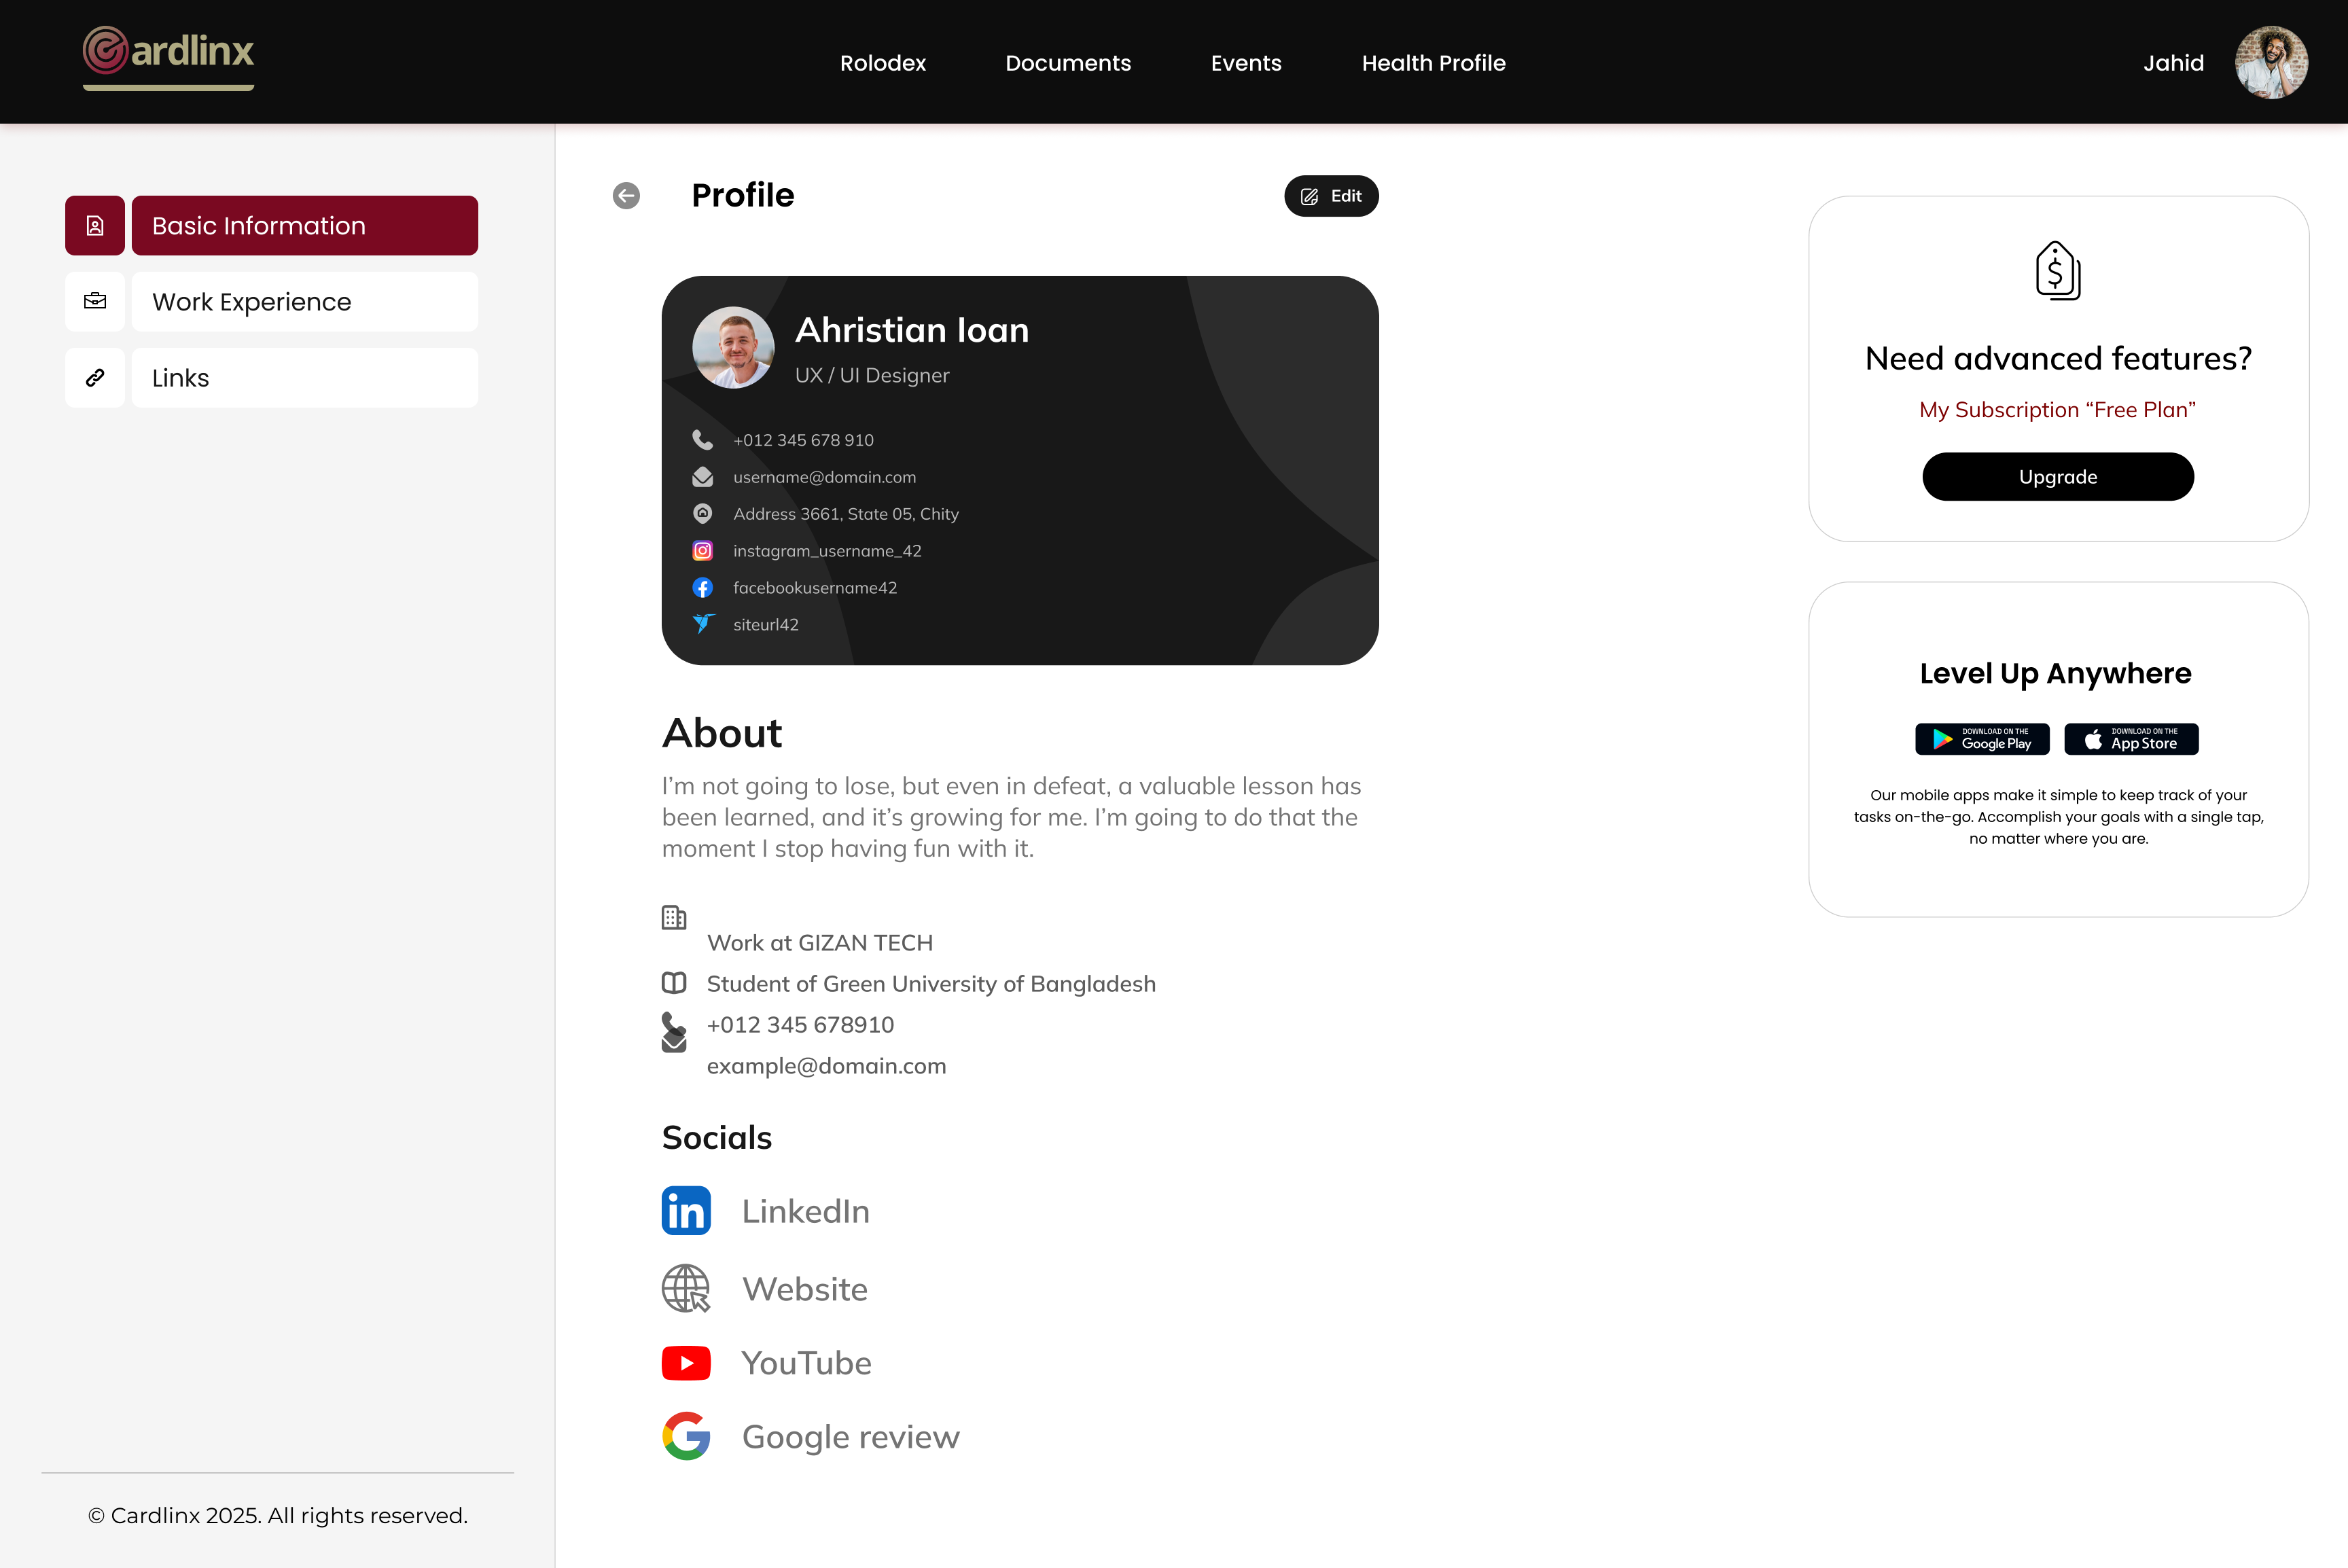 Cardlinx
Rolodex
Documents
Events
Health Profile
Jahid
Basic Information
Work Experience
Links
© Cardlinx 2025. All rights reserved.
Profile
Edit
Ahristian Ioan
UX / UI Designer
+012 345 678 910
username@domain.com
Address 3661, State 05, Chity
instagram_username_42
facebookusername42
siteurl42
About
I’m not going to lose, but even in defeat, a valuable lesson has
been learned, and it’s growing for me. I’m going to do that the
moment I stop having fun with it.
Work at GIZAN TECH
Student of Green University of Bangladesh
+012 345 678910
example@domain.com
Socials
LinkedIn
Website
YouTube
Google review
Need advanced features?
My Subscription “Free Plan”
Upgrade
Level Up Anywhere
DOWNLOAD ON THE
Google Play
DOWNLOAD ON THE
App Store
Our mobile apps make it simple to keep track of your
tasks on-the-go. Accomplish your goals with a single tap,
no matter where you are.